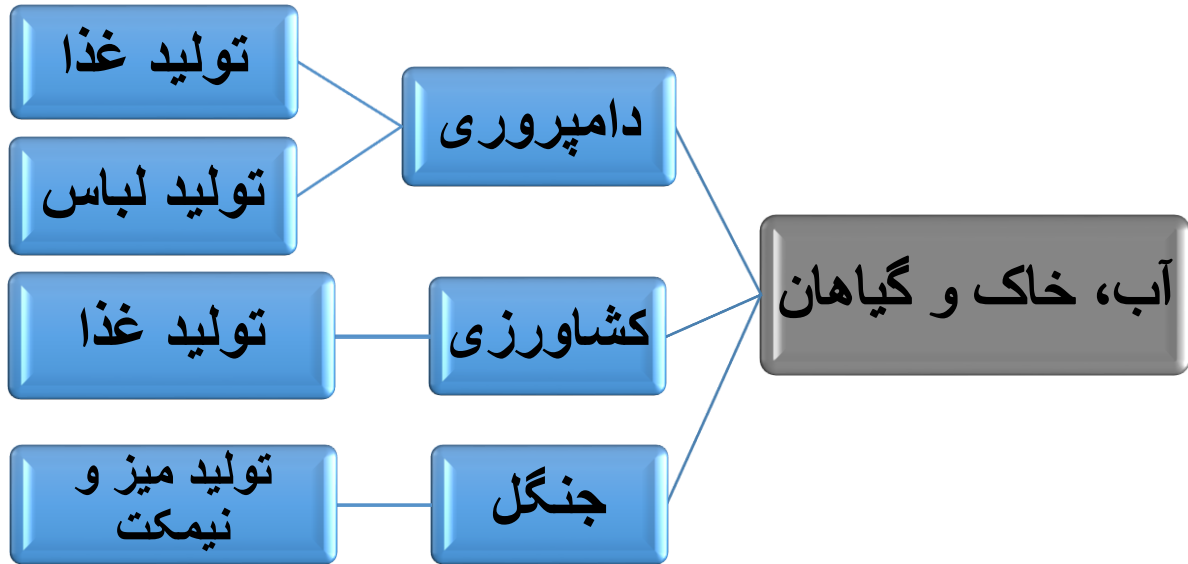 آب، خاک و گیاهان
دامپروری
تولید غذا
تولید لباس
کشاورزی
تولید غذا
جنگل
تولید میز و
نیمکت